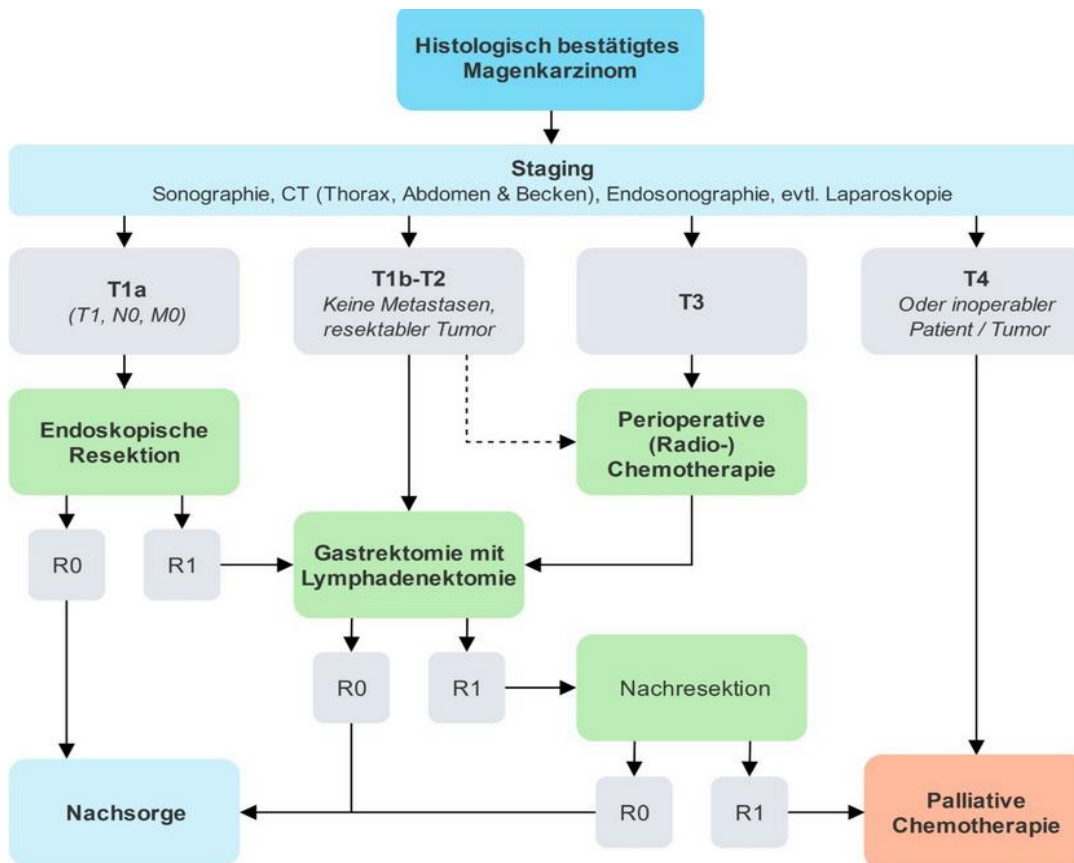 Histologisch bestätigtes
Magenkarzinom
Staging
Sonographie, CT (Thorax, Abdomen & Becken), Endosonographie, evtl. Laparoskopie
T1a
(T1, N0, M0)
T1b-T2
Keine Metastasen,
resektabler Tumor
T3
T4
Oder inoperabler
Patient / Tumor
Endoskopische
Resektion
Perioperative
(Radio-)
Chemotherapie
R0
R1
Gastrektomie mit
Lymphadenektomie
R0
R1
Nachresektion
Nachsorge
R0
R1
Palliative
Chemotherapie